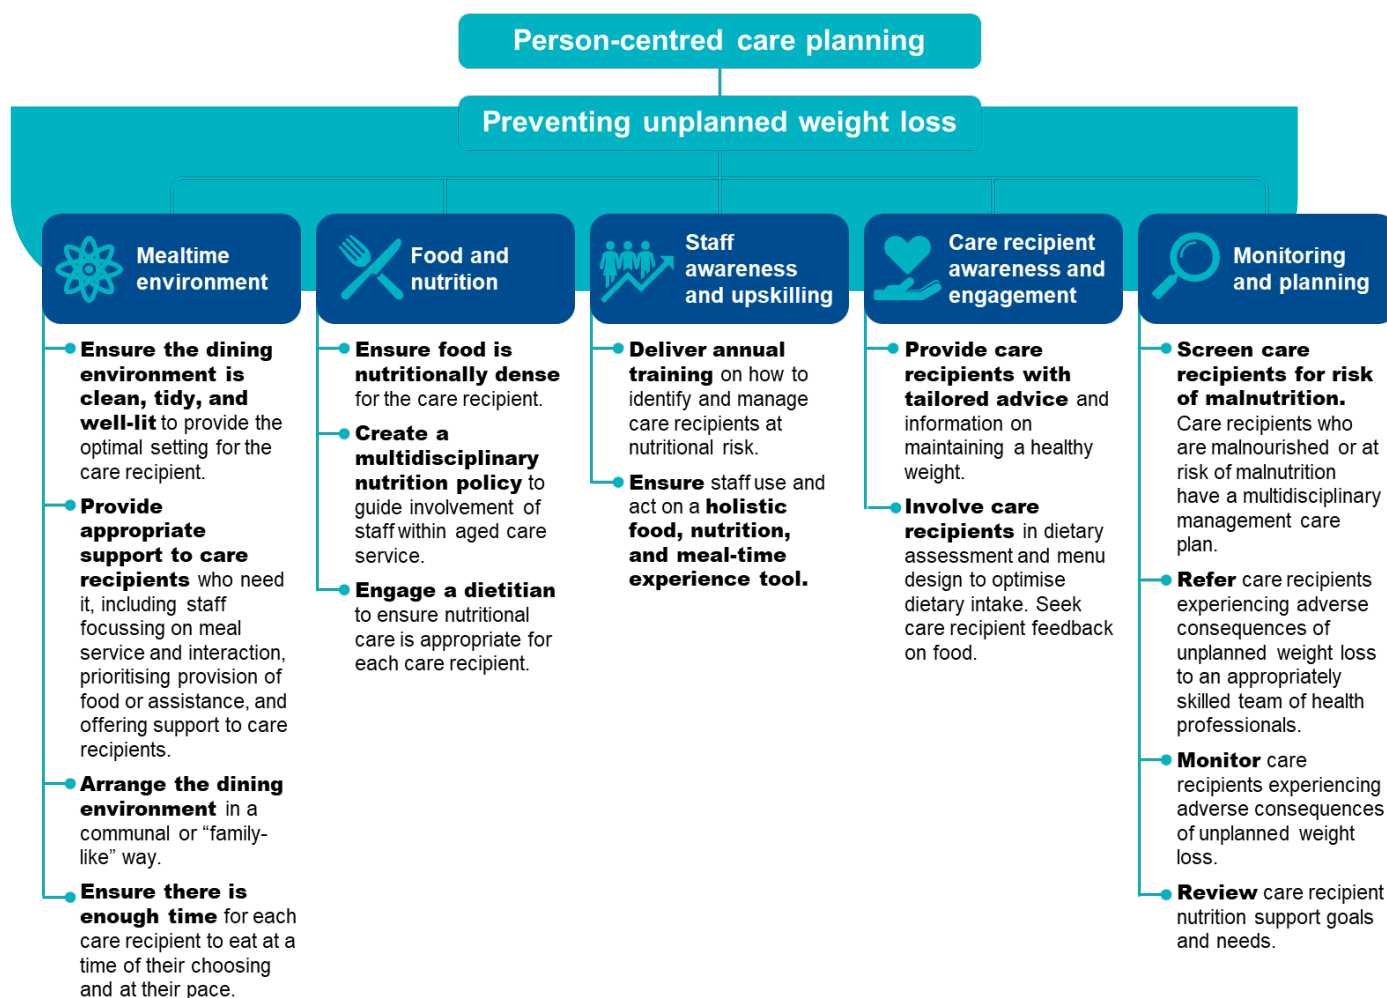 Person-centred care planning
Preventing unplanned weight loss
Mealtime
environment
Ensure the dining
environment is
clean, tidy, and
well-lit to provide the
optimal setting for the
care recipient.
Provide
appropriate
support to care
recipients who need
it, including staff
focussing on meal
service and interaction,
prioritising provision of
food or assistance, and
offering support to care
recipients.
Arrange the dining
environment in a
communal or “family-
like” way.
Ensure there is
enough time for each
care recipient to eat at a
time of their choosing
and at their pace.
Food and
nutrition
Ensure food is
nutritionally dense
for the care recipient.
Create a
multidisciplinary
nutrition policy to
guide involvement of
staff within aged care
service.
Engage a dietitian
to ensure nutritional
care is appropriate for
each care recipient.
Staff
awareness
and upskilling
Deliver annual
training on how to
identify and manage
care recipients at
nutritional risk.
Ensure staff use and
act on a holistic
food, nutrition,
and meal-time
experience tool.
Care recipient
awareness and
engagement
Provide care
recipients with
tailored advice and
information on
maintaining a healthy
weight.
Involve care
recipients in dietary
assessment and menu
design to optimise
dietary intake. Seek
care recipient feedback
on food.
Monitoring
and planning
Screen care
recipients for risk
of malnutrition.
Care recipients who
are malnourished or at
risk of malnutrition
have a multidisciplinary
management care
plan.
Refer care recipients
experiencing adverse
consequences of
unplanned weight loss
to an appropriately
skilled team of health
professionals.
Monitor care
recipients experiencing
adverse consequences
of unplanned weight
loss.
Review care recipient
nutrition support goals
and needs.